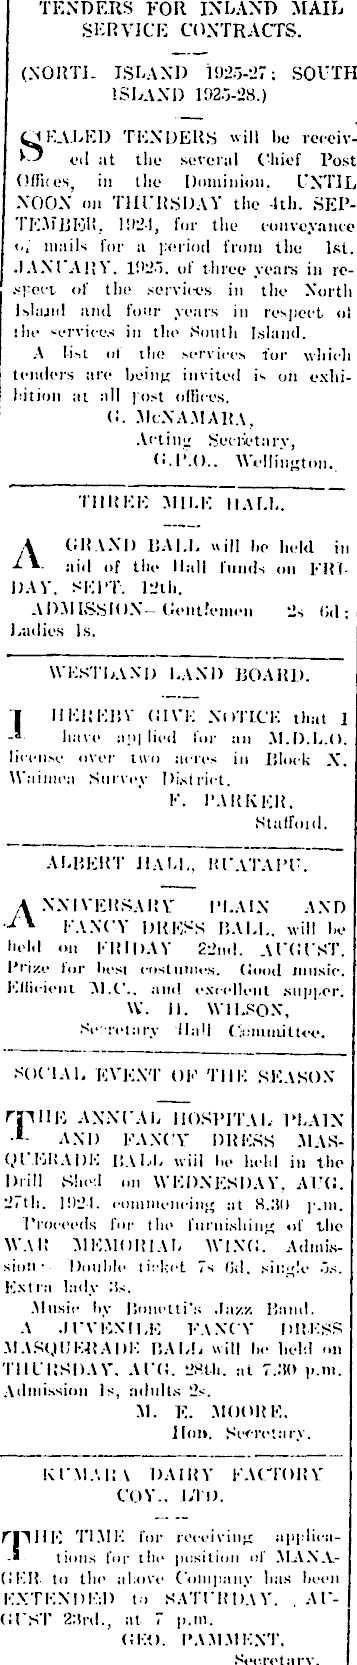 TENDERS FOR INLAND MAIL
SERVICE CONTRACTS.
(NORTH ISLAND 1925-27; SOUTH
ISLAND 1925-28.)
SEALED TENDERS will be receiv-
ed at the several Chief Post
Offices, in the Dominion, UNTIL
NOON on THURSDAY the 4th. SEP-
TEMBER, 1924, for the conveyance
of mails for a period from the 1st.
JANUARY, 1925, of three years in re-
spect of the services in the North
Island and four years in respect of
the services in the South Island.
A list of the services for which
tenders are being invited is on exhi-
bition at all post offices.
G. McNAMARA,
Acting Secretary,
G.P.O., Wellington.
THREE MILE HALL.
A GRAND BALL will be held in
aid of the Hall funds on FRI-
DAY, SEPT. 12th.
ADMISSION—Gentlemen 2s 6d;
Ladies 1s.
WESTLAND LAND BOARD.
I HEREBY GIVE NOTICE that I
have applied for an M.D.L.O.
license over two acres in Block X.
Waimea Survey District.
F. PARKER,
Stafford.
ALBERT HALL, RUATAPU.
ANNIVERSARY PLAIN AND
FANCY DRESS BALL, will be
held on FRIDAY 22nd. AUGUST.
Prize for best costumes. Good music.
Efficient M.C., and excellent supper.
W. H. WILSON,
Secretary Hall Committee.
SOCIAL EVENT OF THE SEASON
THE ANNUAL HOSPITAL PLAIN
AND FANCY DRESS MAS-
QUERADE BALL will be held in the
Drill Shed on WEDNESDAY, AUG.
27th. 1924, commencing at 8.30 p.m.
Proceeds for the furnishing of the
WAR MEMORIAL WING. Admis-
sion: Double ticket 7s 6d, single 5s.
Extra lady 3s.
Music by Bonetti's Jazz Band.
A JUVENILE FANCY DRESS
MASQUERADE BALL will be held on
THURSDAY, AUG. 28th. at 7.30 p.m.
Admission 1s, adults 2s.
M. E. MOORE,
Hon. Secretary.
KUMARA DAIRY FACTORY
COY., LTD.
THE TIME for receiving applica-
tions for the position of MANA-
GER to the above Company has been
EXTENDED to SATURDAY, AU-
GUST 23rd., at 7 p.m.
GEO. PAMMENT,
Secretary.